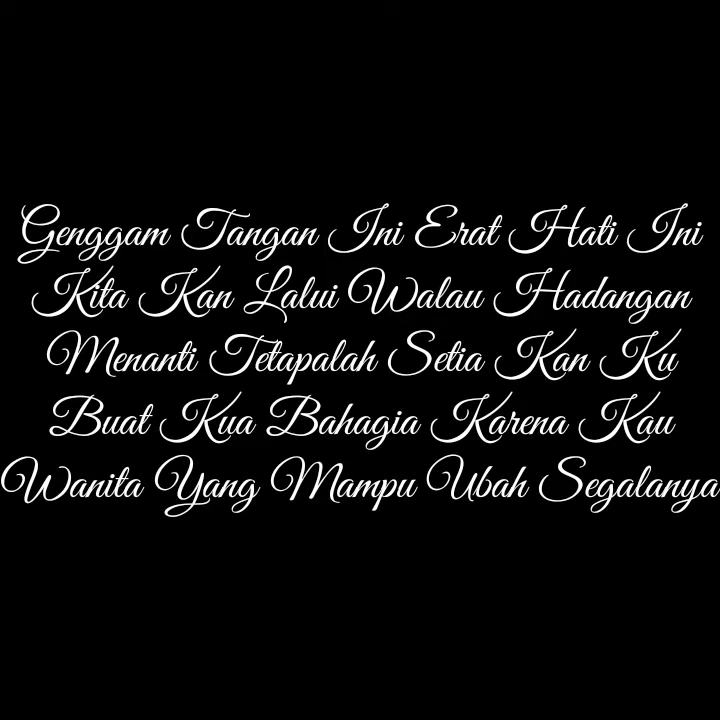 Genggam Tangan Ini Erat Hati Ini
Kita Kan Lalui Walau Hadangan
Menanti Tetapalah Setia Kan Ku
Buat Kua Bahagia Karena Kau
Wanita Yang Mampu Ubah Segalanya